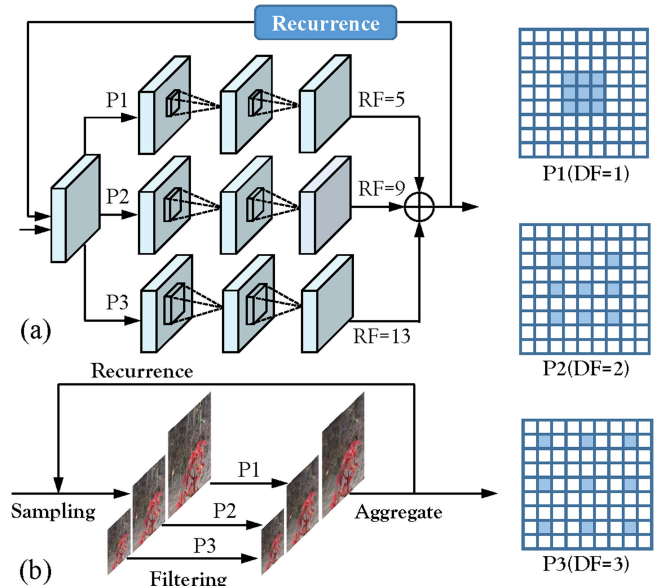 Recurrence
P1
RF=5
P2
RF=9
P3
RF=13
(a)
P1(DF=1)
P2(DF=2)
P3(DF=3)
Recurrence
P1
P2
P3
Sampling
Aggregate
Filtering
(b)